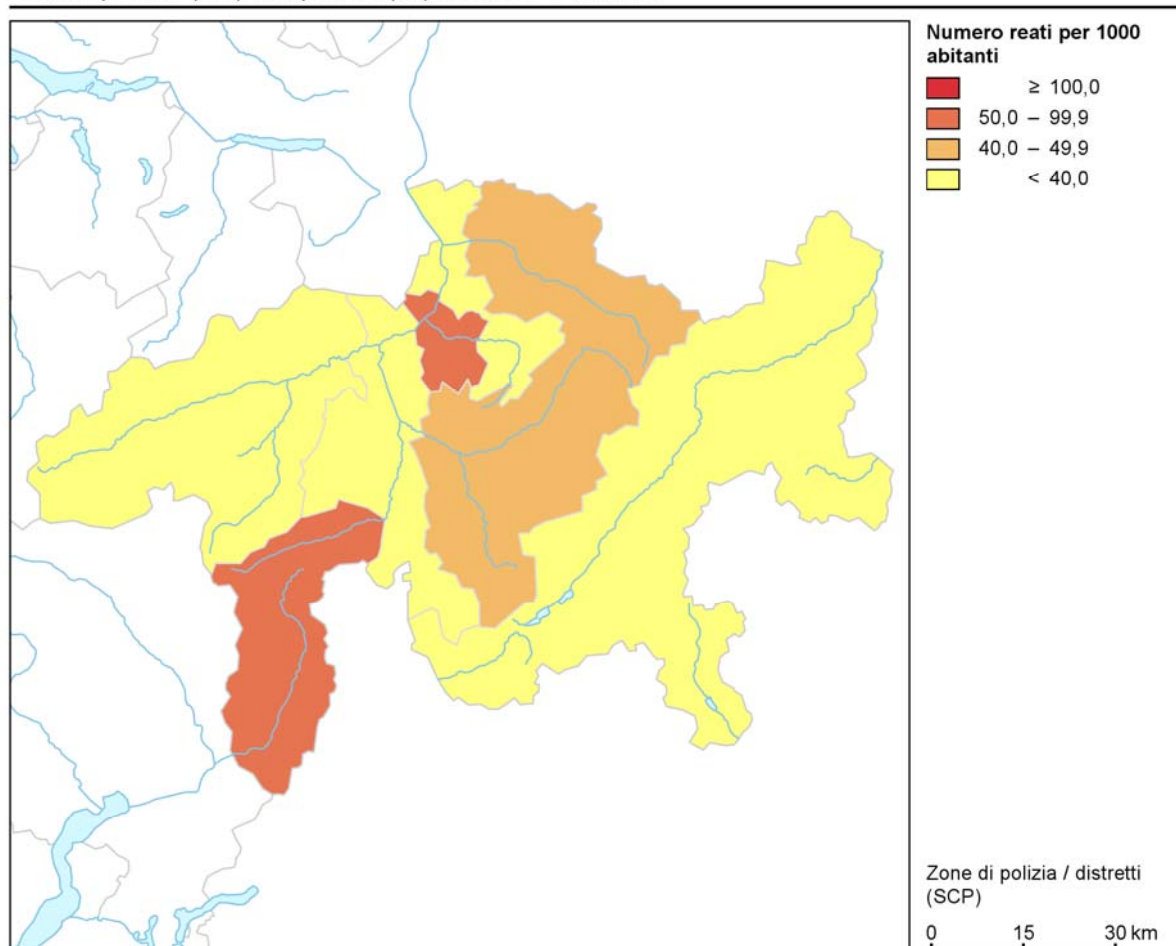 Numero reati per 1000
abitanti
≥ 100,0
50,0 – 99,9
40,0 – 49,9
< 40,0
Zone di polizia / distretti
(SCP)
0 15 30 km